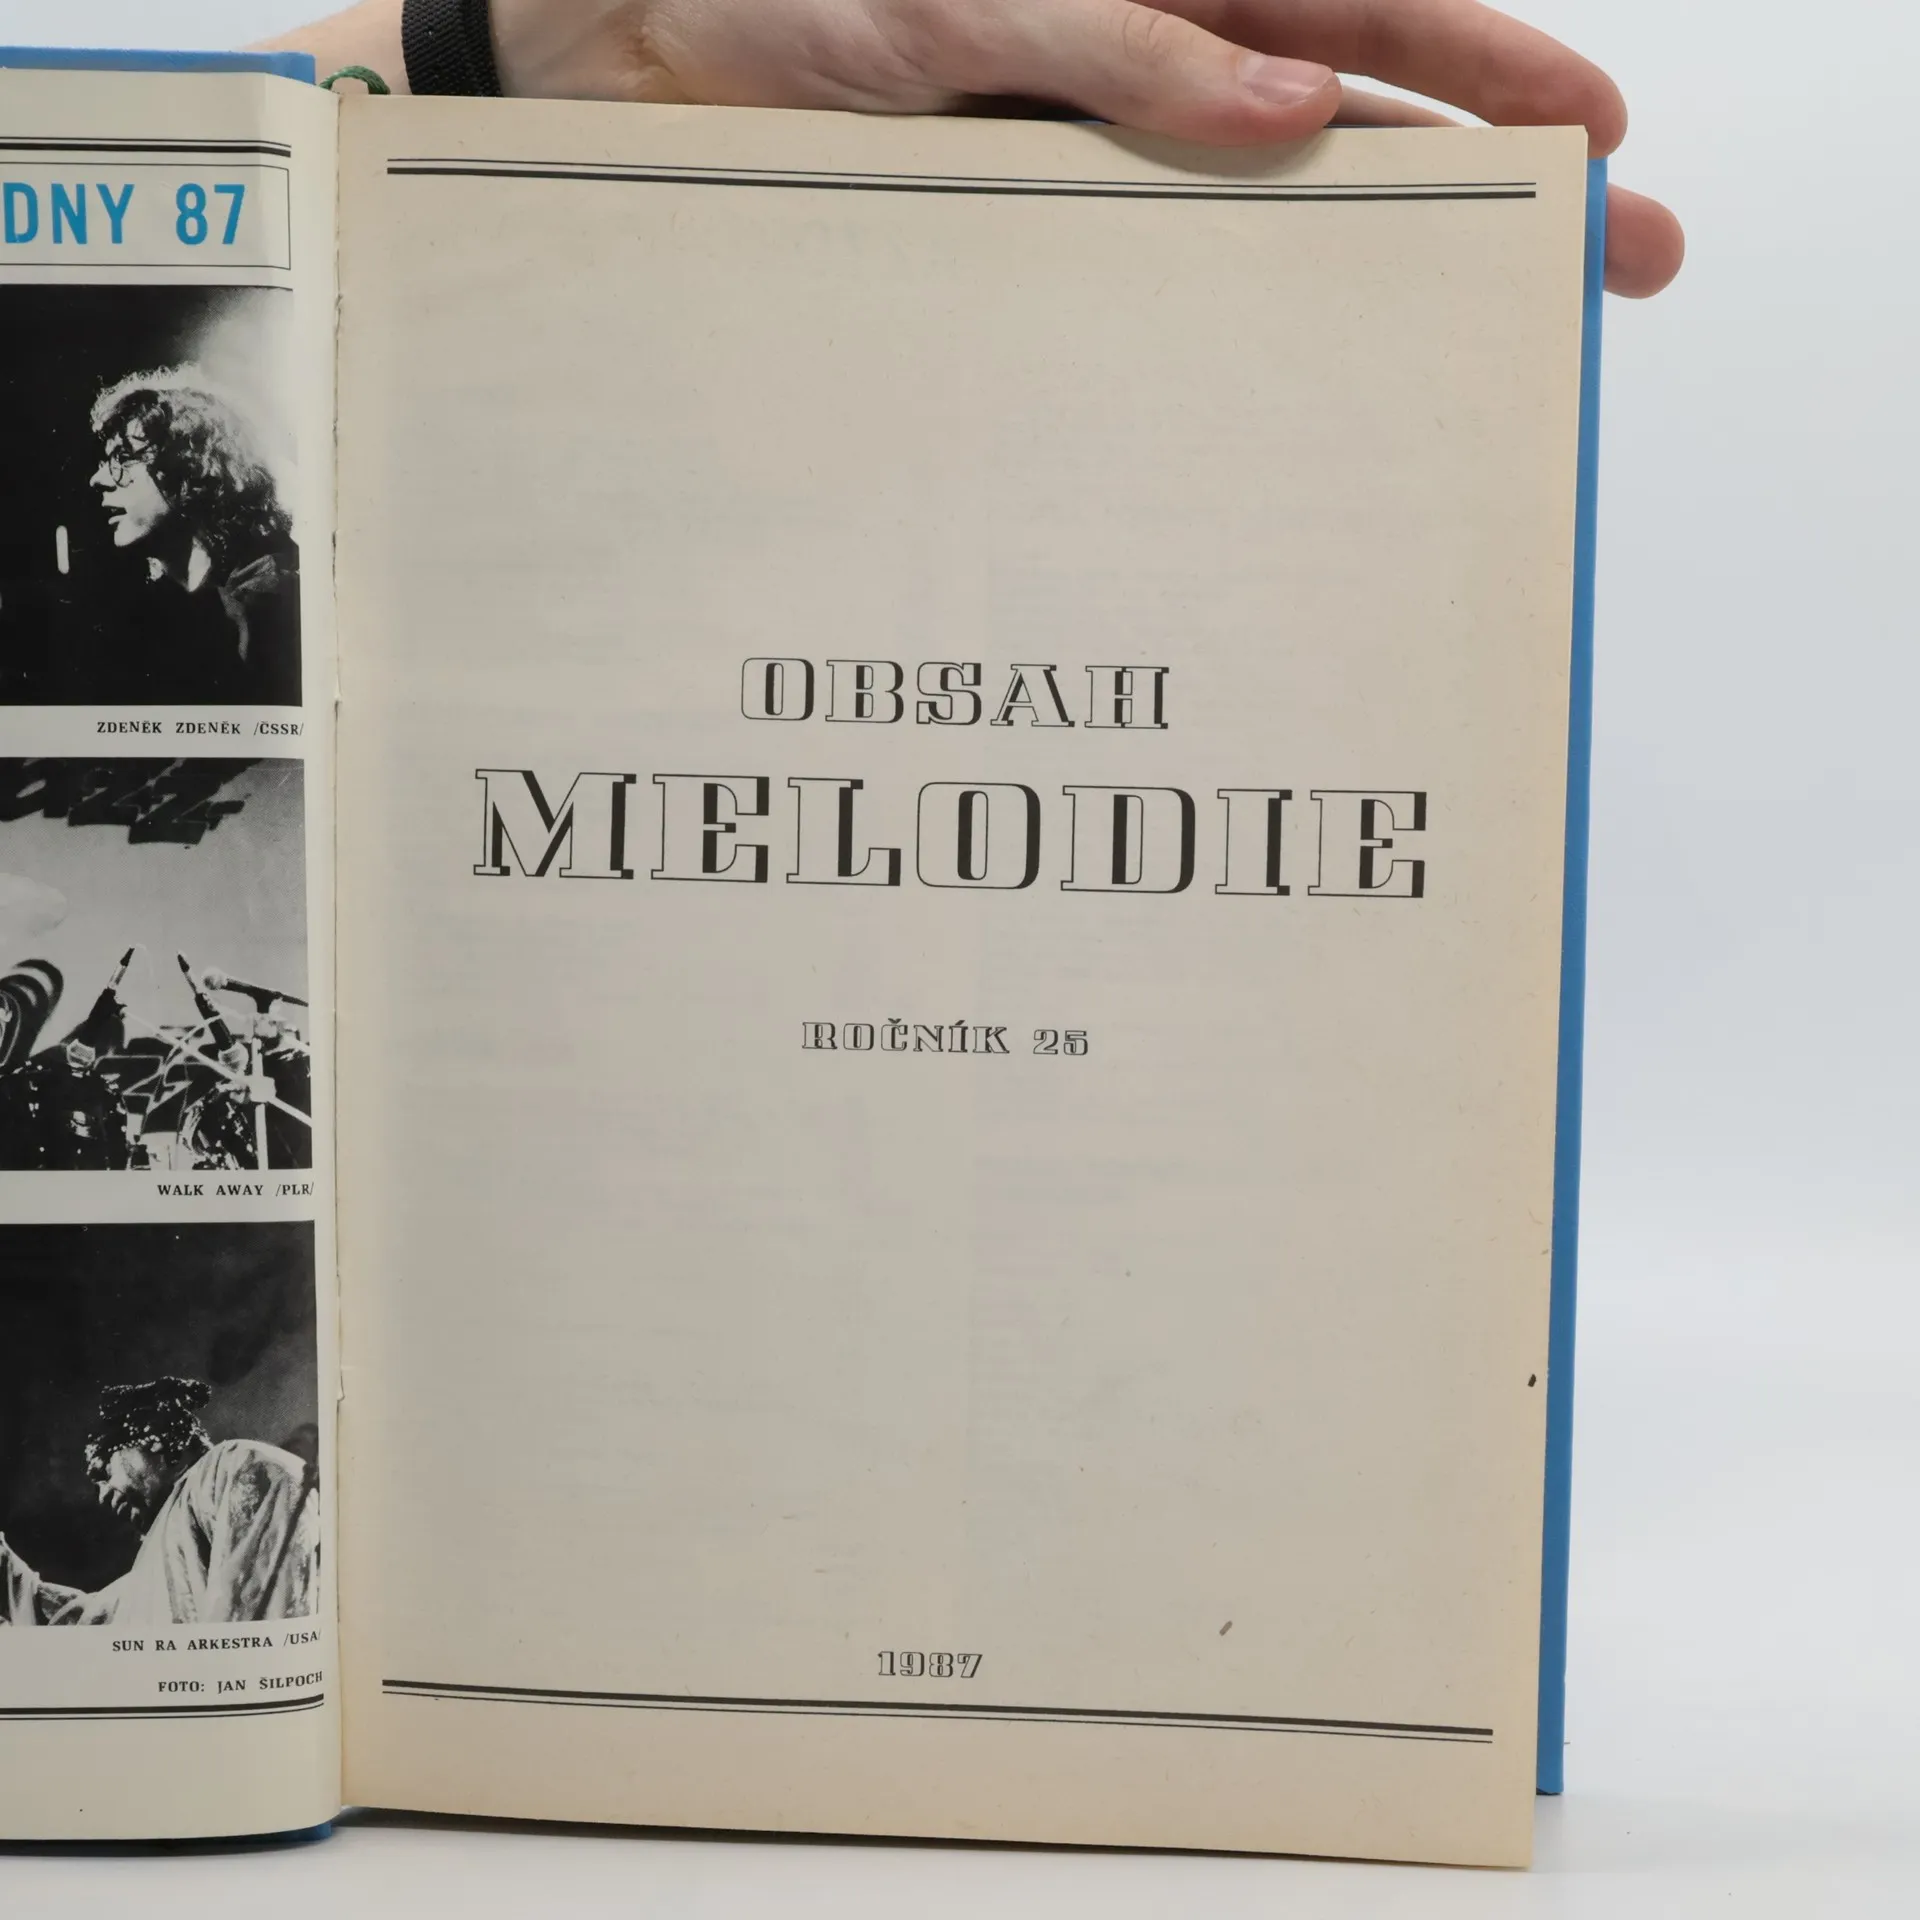 DNY 87
ZDENĚK ZDENĚK /ČSSR/
WALK AWAY /PLR/
SUN RA ARKESTRA /USA/
FOTO: JAN ŠILPOCH
OBSAH
MELODIE
ROČNÍK 25
1987